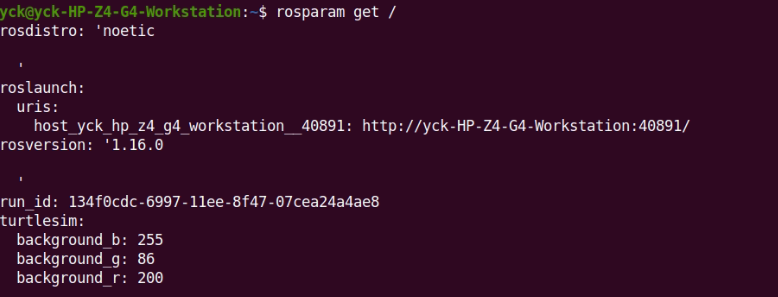 yck@yck-HP-Z4-G4-Workstation:~$ rosparam get /
rosdistro: 'noetic

  '
roslaunch:
  uris:
    host_yck_hp_z4_g4_workstation__40891: http://yck-HP-Z4-G4-Workstation:40891/
rosversion: '1.16.0

  '
run_id: 134f0cdc-6997-11ee-8f47-07cea24a4ae8
turtlesim:
  background_b: 255
  background_g: 86
  background_r: 200